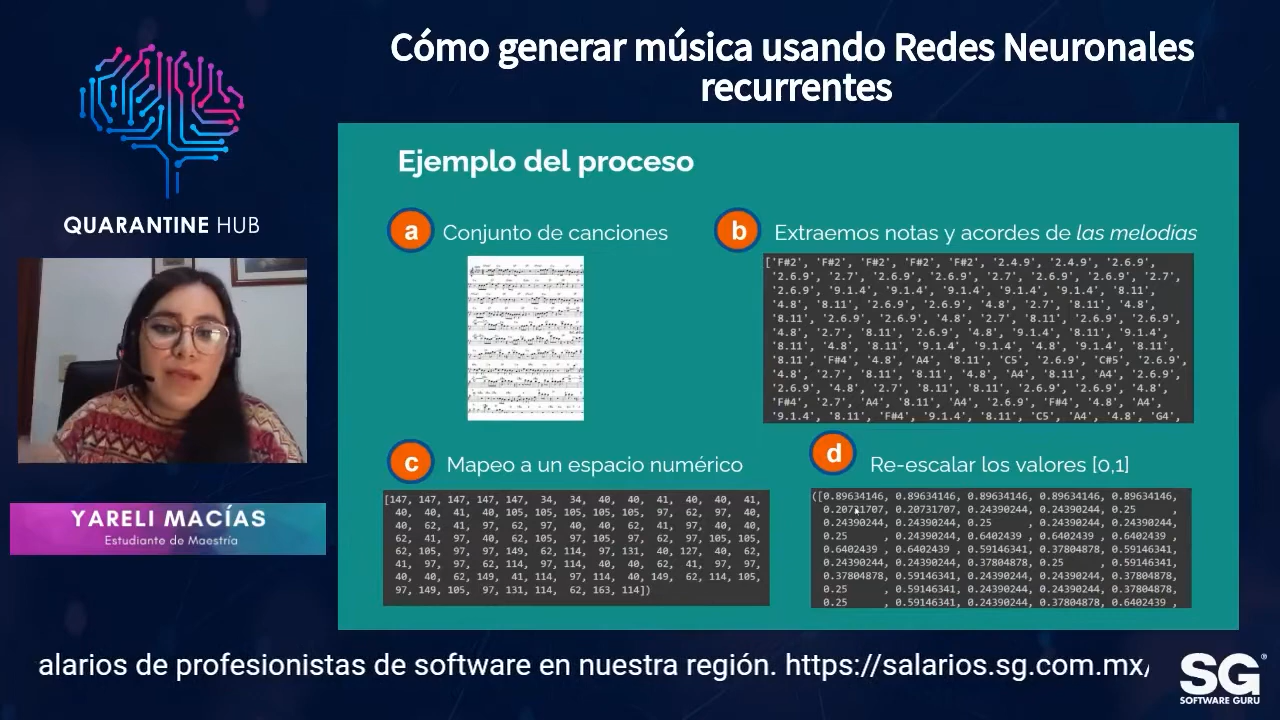 Cómo generar música usando Redes Neuronales
recurrentes
QUARANTINE HUB
YARELI MACÍAS
Estudiante de Maestría
Ejemplo del proceso
a Conjunto de canciones
b Extraemos notas y acordes de las melodías
['F#2', 'F#2', 'F#2', 'F#2', 'F#2', '2.4.9', '2.4.9', '2.6.9',
'2.6.9', '2.7', '2.6.9', '2.6.9', '2.7', '2.6.9', '2.6.9', '2.7',
'2.6.9', '9.1.4', '9.1.4', '9.1.4', '9.1.4', '9.1.4', '8.11',
'4.8', '8.11', '2.6.9', '2.6.9', '4.8', '2.7', '8.11', '4.8',
'8.11', '2.6.9', '2.6.9', '4.8', '2.7', '8.11', '4.8', '8.11',
'4.8', '2.7', '8.11', '2.6.9', '4.8', '8.11', '9.1.4', '8.11',
'8.11', '4.8', '8.11', '9.1.4', '9.1.4', '4.8', '9.1.4', '8.11',
'8.11', 'F#4', '4.8', 'A4', '8.11', 'C5', '2.6.9', 'C#5', '2.6.9',
'4.8', '2.7', '8.11', '2.6.9', '4.8', 'A4', '8.11', 'A4', '2.6.9',
'2.6.9', '4.8', '2.7', '8.11', '8.11', '2.6.9', '4.8',
'F#4', '2.7', 'A4', '8.11', 'A4', '2.6.9', 'F#4', '4.8', 'A4',
'9.1.4', '8.11', 'F#4', '9.1.4', '8.11', 'C5', 'A4', '4.8', 'G4',
c Mapeo a un espacio numérico
[147, 147, 147, 147, 147, 34, 34, 40, 40, 41, 40, 40, 41,
40, 40, 41, 40, 105, 105, 105, 105, 105, 97, 62, 97, 40,
40, 62, 41, 97, 62, 97, 40, 40, 62, 41, 97, 62, 97, 40,
62, 41, 97, 40, 62, 97, 105, 97, 97, 62, 97, 105, 105,
62, 105, 97, 97, 149, 62, 114, 97, 131, 40, 127, 40, 62,
41, 97, 97, 62, 114, 97, 114, 40, 40, 62, 41, 97, 97,
40, 40, 62, 149, 41, 114, 97, 114, 40, 149, 62, 114, 105,
97, 149, 105, 97, 131, 114, 62, 163, 114])
d Re-escalar los valores [0,1]
([0.89634146, 0.89634146, 0.89634146, 0.89634146, 0.89634146,
0.20731707, 0.20731707, 0.24390244, 0.24390244, 0.25 ,
0.24390244, 0.24390244, 0.25 , 0.24390244, 0.24390244,
0.25 , 0.24390244, 0.6402439 , 0.6402439 , 0.6402439 ,
0.6402439 , 0.6402439 , 0.59146341, 0.37804878, 0.59146341,
0.24390244, 0.24390244, 0.37804878, 0.25 , 0.59146341,
0.37804878, 0.59146341, 0.24390244, 0.24390244, 0.37804878,
0.25 , 0.59146341, 0.37804878, 0.59146341, 0.24390244,
0.25 , 0.59146341, 0.24390244, 0.37804878, 0.6402439 ,
alarios de profesionistas de software en nuestra región. https://salarios.sg.com.mx/
SG®
SOFTWARE GURU